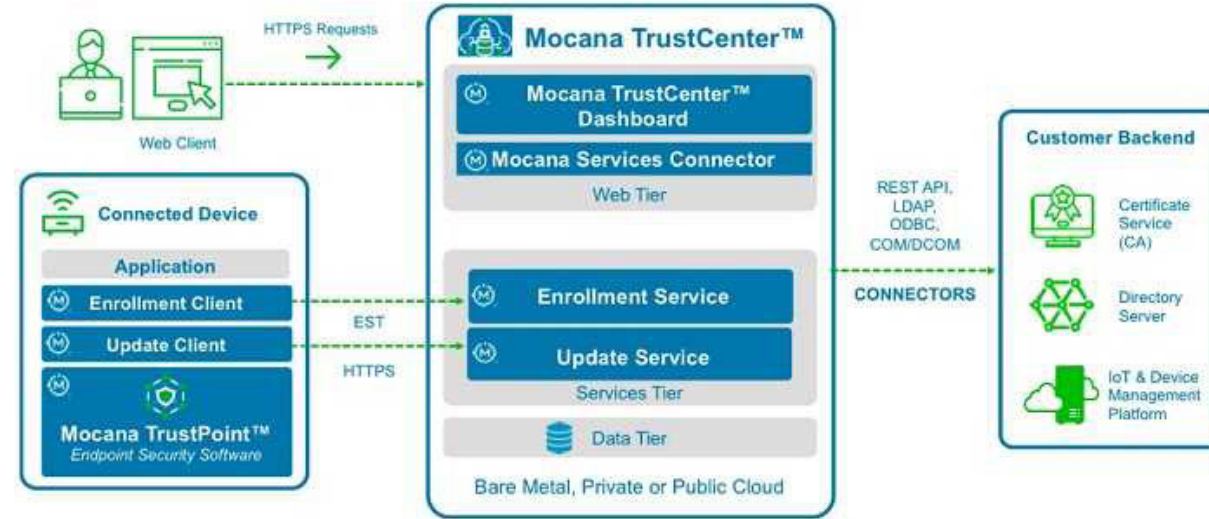 HTTPS Requests
Web Client
Connected Device
Application
Enrollment Client
Update Client
Mocana TrustPoint™
Endpoint Security Software
EST
HTTPS
Mocana TrustCenter™
Mocana TrustCenter™
Dashboard
Mocana Services Connector
Web Tier
Enrollment Service
Update Service
Services Tier
Data Tier
Bare Metal, Private or Public Cloud
REST API,
LDAP,
ODBC,
COM/DCOM
CONNECTORS
Customer Backend
Certificate
Service
(CA)
Directory
Server
IoT & Device
Management
Platform